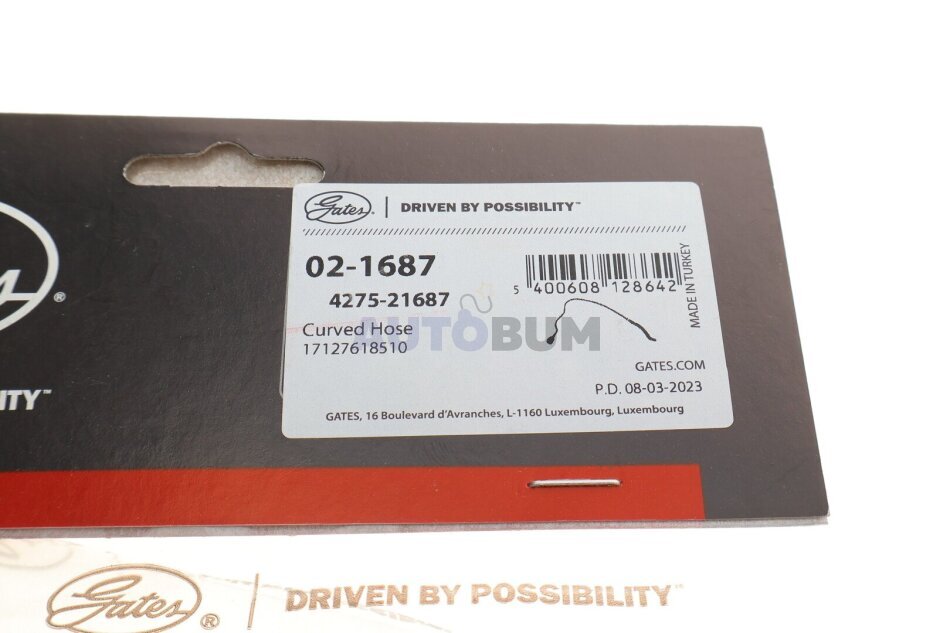 Gates® | DRIVEN BY POSSIBILITY™
02-1687
4275-21687
Curved Hose
17127618510
5 400608 128642
MADE IN TURKEY
AUTOBUM
GATES.COM
P.D. 08-03-2023
GATES, 16 Boulevard d'Avranches, L-1160 Luxembourg, Luxembourg
®
ITY™
Gates® | DRIVEN BY POSSIBILITY™